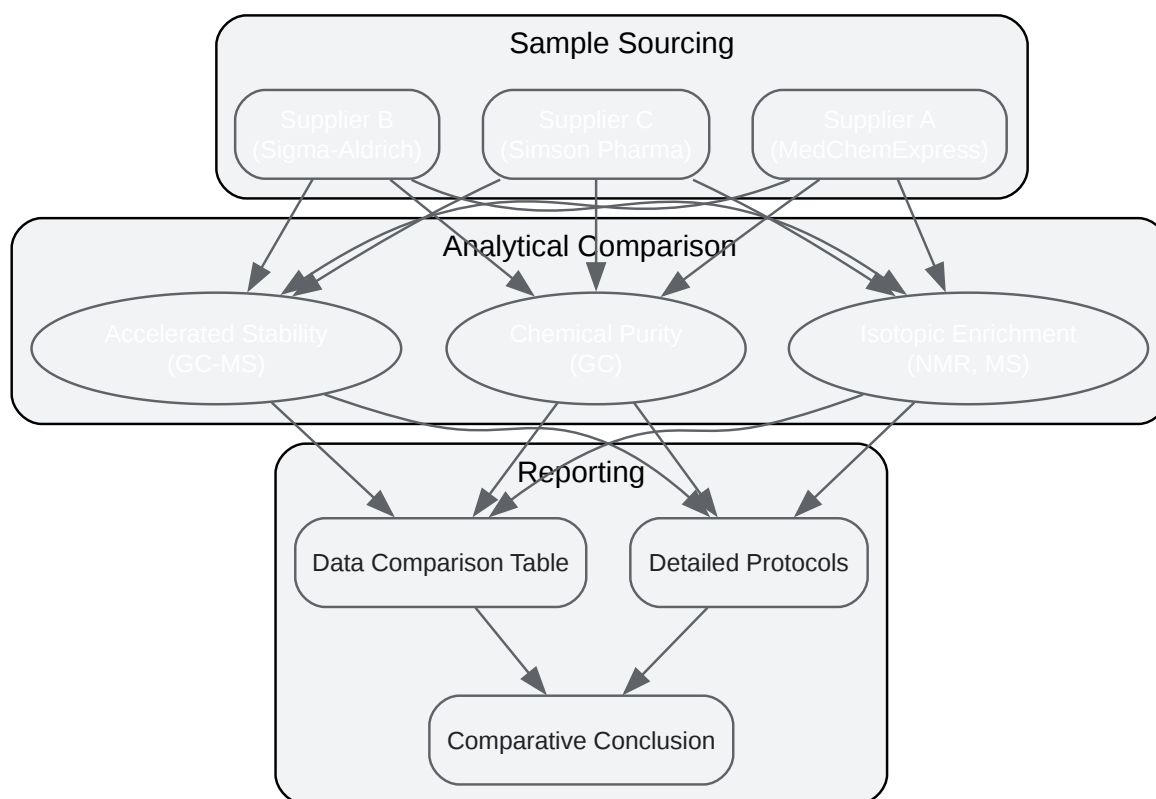 Sample Sourcing
Supplier B
(Sigma-Aldrich)
Supplier C
(Simson Pharma)
Supplier A
(MedChemExpress)
Analytical Comparison
Accelerated Stability
(GC-MS)
Chemical Purity
(GC)
Isotopic Enrichment
(NMR, MS)
Reporting
Data Comparison Table
Detailed Protocols
Comparative Conclusion